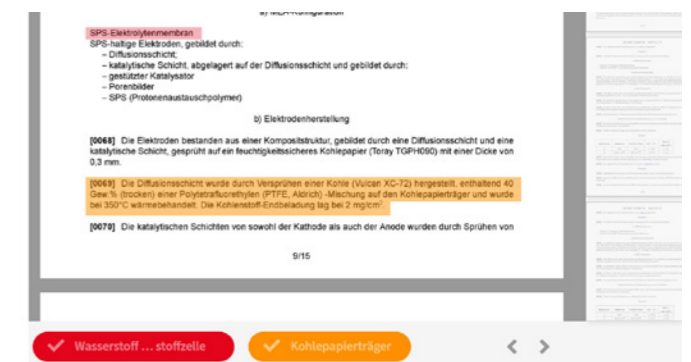 a) MEA-Konfiguration
SPS-Elektrolytenmembran
SPS-haltige Elektroden, gebildet durch:
– Diffusionsschicht;
– katalytische Schicht, abgelagert auf der Diffusionsschicht und gebildet durch:
– gestützter Katalysator
– Porenbilder
– SPS (Protonenaustauschpolymer)
b) Elektrodenherstellung
[0068] Die Elektroden bestanden aus einer Kompositstruktur, gebildet durch eine Diffusionsschicht und eine
katalytische Schicht, gesprüht auf ein feuchtigkeitssicheres Kohlepapier (Toray TGPH090) mit einer Dicke von
0,3 mm.
[0069] Die Diffusionsschicht wurde durch Versprühen einer Kohle (Vulcan XC-72) hergestellt, enthaltend 40
Gew.% (trocken) einer Polytetrafluorethylen (PTFE, Aldrich) -Mischung auf den Kohlepapierträger und wurde
bei 350°C wärmebehandelt. Die Kohlenstoff-Endbeladung lag bei 2 mg/cm².
[0070] Die katalytischen Schichten von sowohl der Kathode als auch der Anode wurden durch Sprühen von
9/15
Wasserstoff ... stoffzelle
Kohlepapierträger